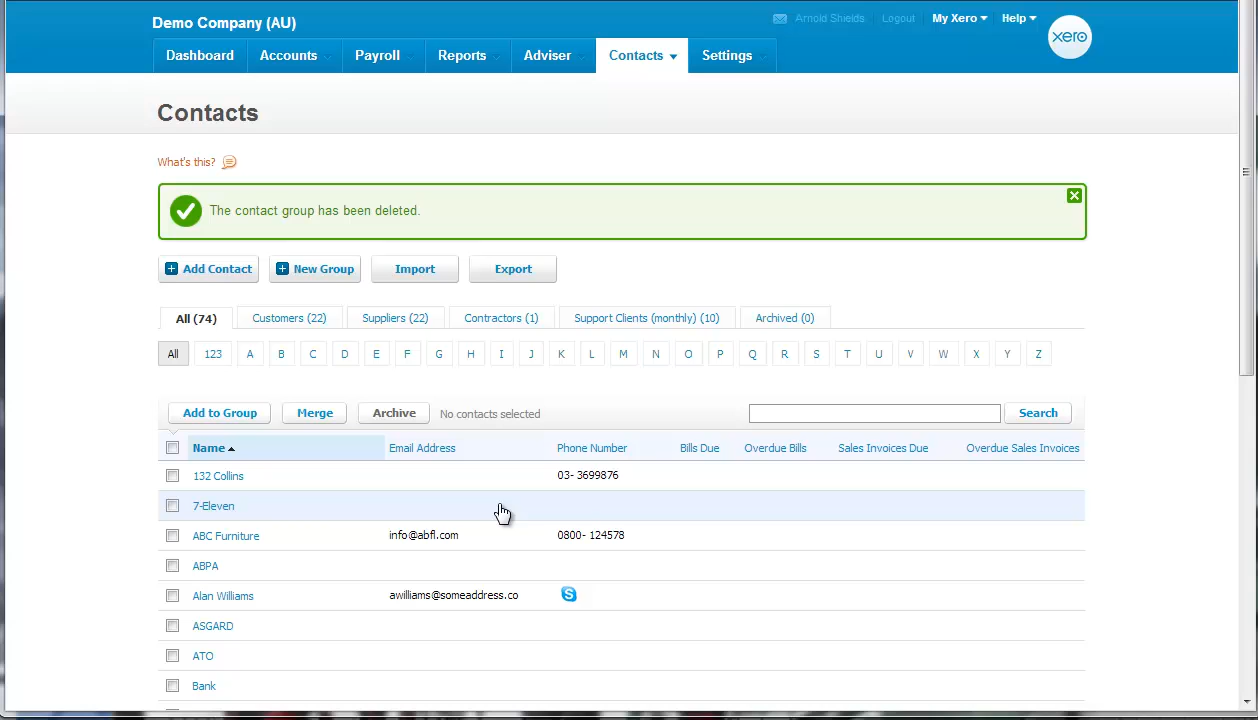 Demo Company (AU)
Arnold Shields Logout My Xero Help
xero
Dashboard Accounts Payroll Reports Adviser Contacts Settings
Contacts
What's this?
The contact group has been deleted.
Add Contact New Group Import Export
All (74) Customers (22) Suppliers (22) Contractors (1) Support Clients (monthly) (10) Archived (0)
All 123 A B C D E F G H I J K L M N O P Q R S T U V W X Y Z
Add to Group Merge Archive No contacts selected Search
Name Email Address Phone Number Bills Due Overdue Bills Sales Invoices Due Overdue Sales Invoices
132 Collins 03- 3699876
7-Eleven
ABC Furniture info@abfl.com 0800- 124578
ABPA
Alan Williams awilliams@someaddress.co
ASGARD
ATO
Bank